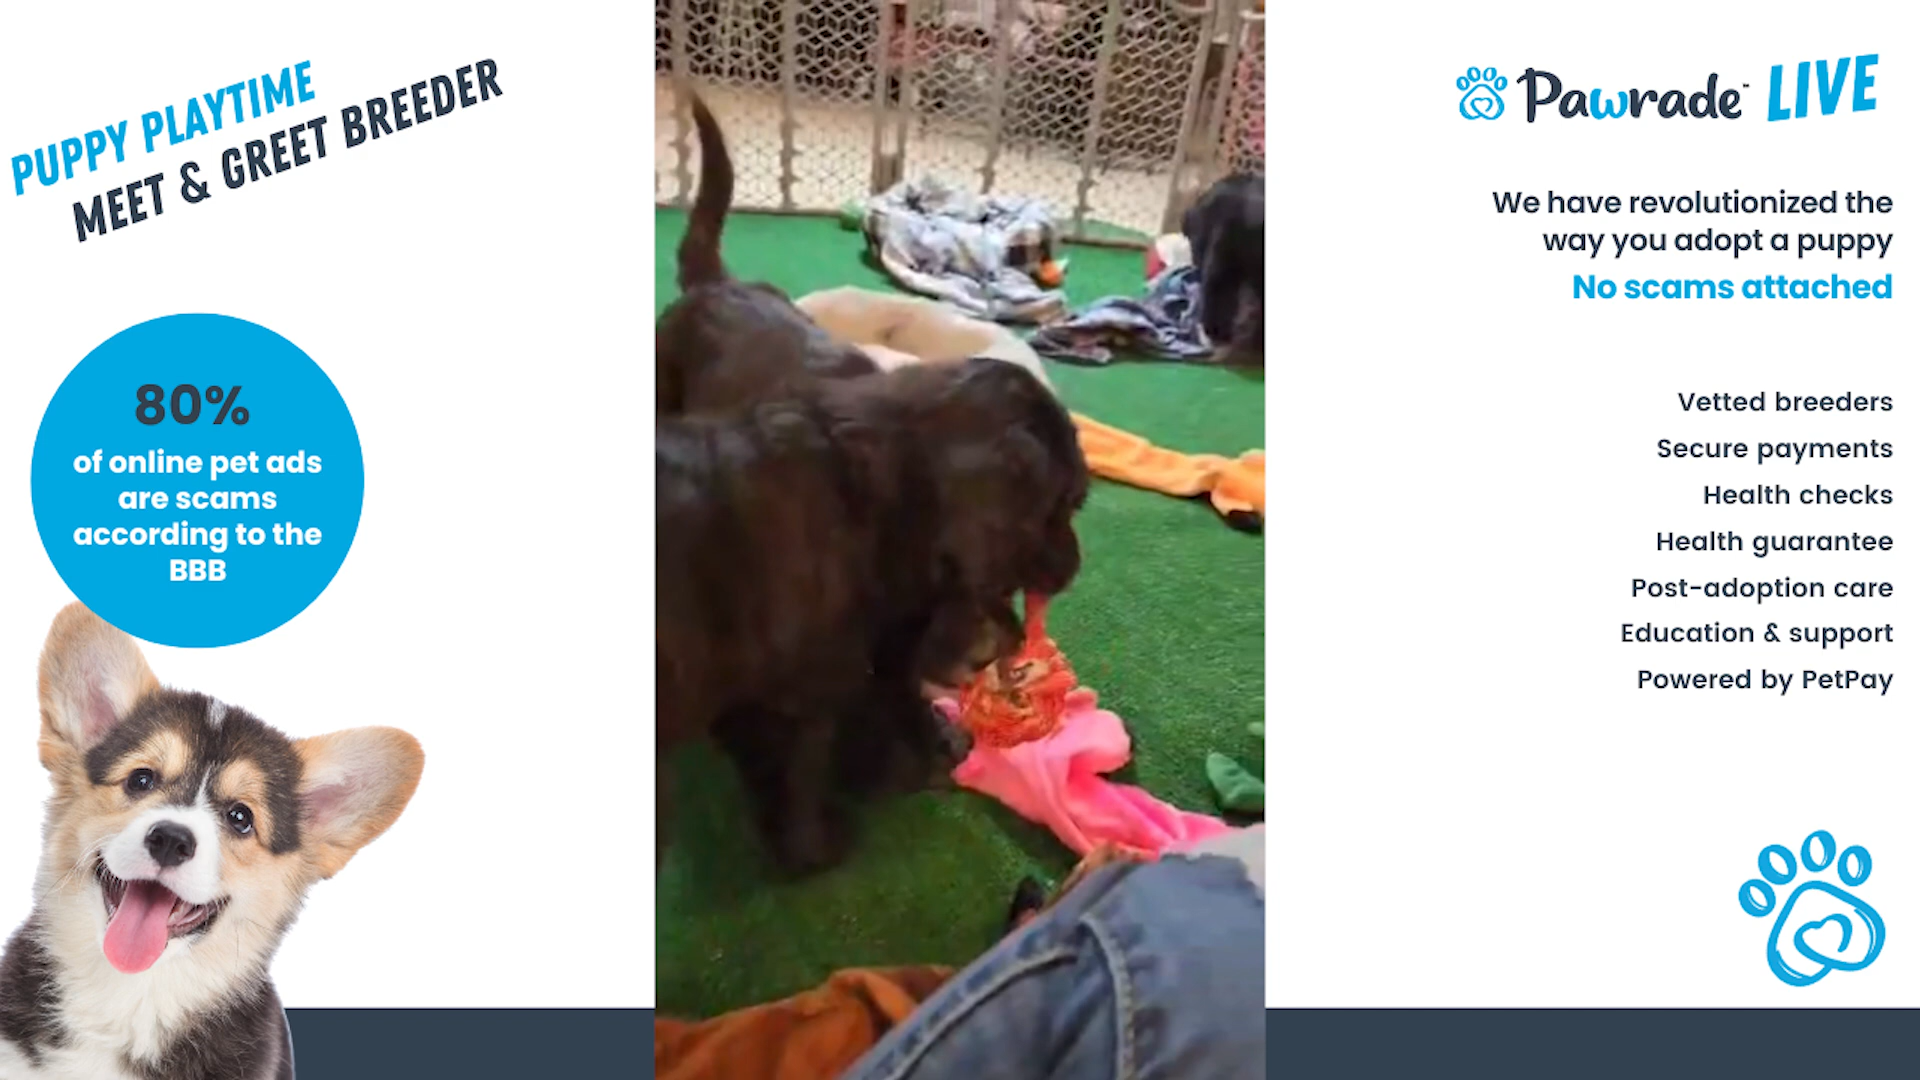 PUPPY PLAYTIME
MEET & GREET BREEDER
80%
of online pet ads
are scams
according to the
BBB
Pawrade™ LIVE
We have revolutionized the
way you adopt a puppy
No scams attached
Vetted breeders
Secure payments
Health checks
Health guarantee
Post-adoption care
Education & support
Powered by PetPay